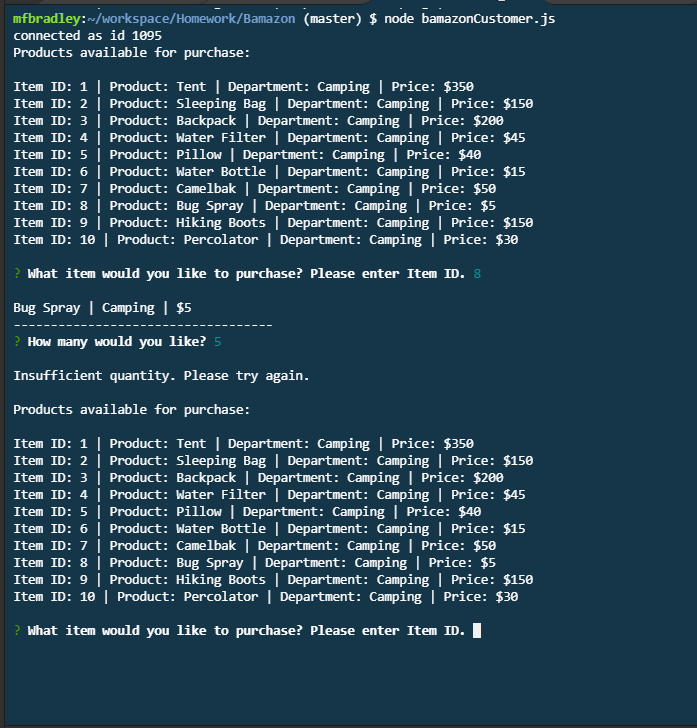 mfbradley:~/workspace/Homework/Bamazon (master) $ node bamazonCustomer.js
connected as id 1095
Products available for purchase:
Item ID: 1 | Product: Tent | Department: Camping | Price: $350
Item ID: 2 | Product: Sleeping Bag | Department: Camping | Price: $150
Item ID: 3 | Product: Backpack | Department: Camping | Price: $200
Item ID: 4 | Product: Water Filter | Department: Camping | Price: $45
Item ID: 5 | Product: Pillow | Department: Camping | Price: $40
Item ID: 6 | Product: Water Bottle | Department: Camping | Price: $15
Item ID: 7 | Product: Camelbak | Department: Camping | Price: $50
Item ID: 8 | Product: Bug Spray | Department: Camping | Price: $5
Item ID: 9 | Product: Hiking Boots | Department: Camping | Price: $150
Item ID: 10 | Product: Percolator | Department: Camping | Price: $30
? What item would you like to purchase? Please enter Item ID. 8
Bug Spray | Camping | $5
-----------------------------------
? How many would you like? 5
Insufficient quantity. Please try again.
Products available for purchase:
Item ID: 1 | Product: Tent | Department: Camping | Price: $350
Item ID: 2 | Product: Sleeping Bag | Department: Camping | Price: $150
Item ID: 3 | Product: Backpack | Department: Camping | Price: $200
Item ID: 4 | Product: Water Filter | Department: Camping | Price: $45
Item ID: 5 | Product: Pillow | Department: Camping | Price: $40
Item ID: 6 | Product: Water Bottle | Department: Camping | Price: $15
Item ID: 7 | Product: Camelbak | Department: Camping | Price: $50
Item ID: 8 | Product: Bug Spray | Department: Camping | Price: $5
Item ID: 9 | Product: Hiking Boots | Department: Camping | Price: $150
Item ID: 10 | Product: Percolator | Department: Camping | Price: $30
? What item would you like to purchase? Please enter Item ID.